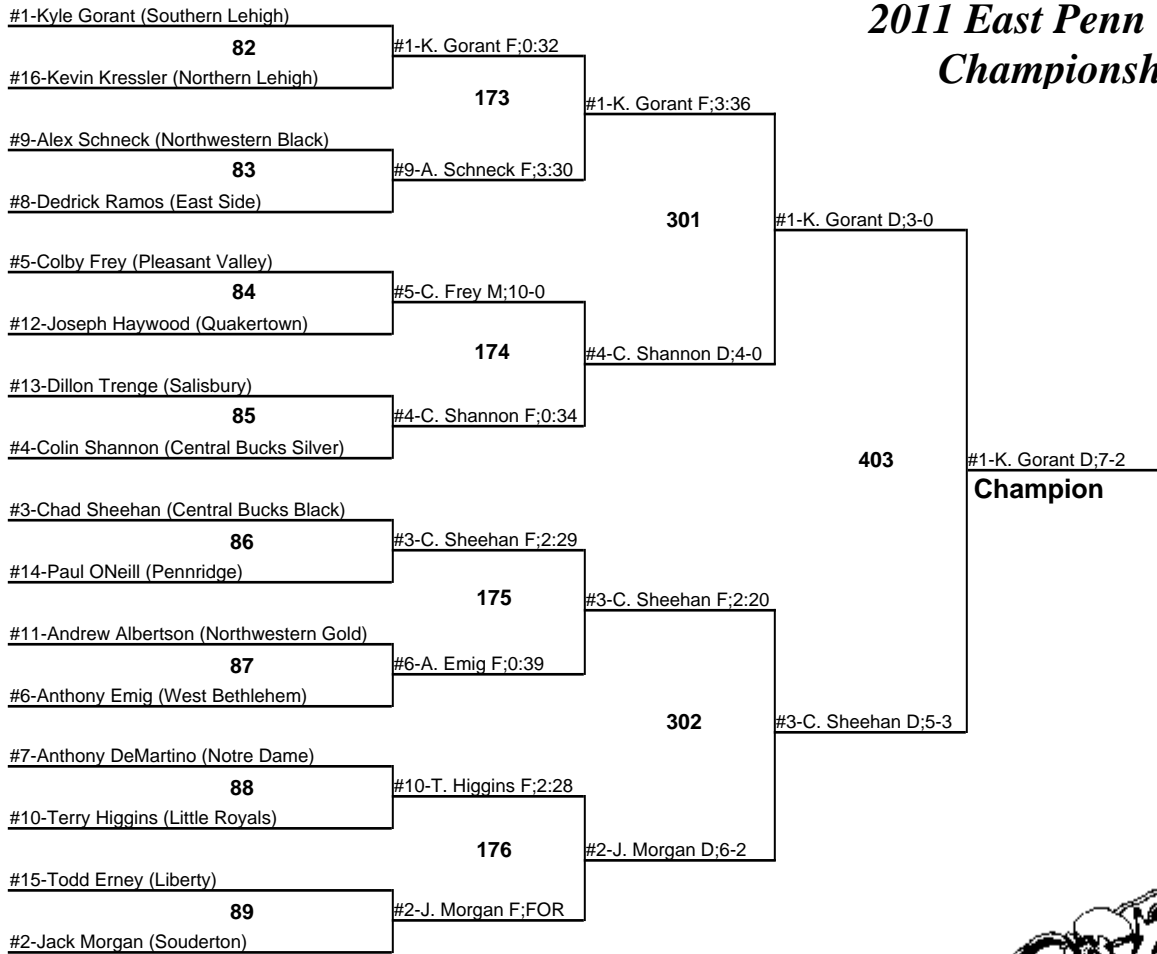 2011 East Penn
Championsh
#1-Kyle Gorant (Southern Lehigh)
82
#16-Kevin Kressler (Northern Lehigh)
#9-Alex Schneck (Northwestern Black)
83
#8-Dedrick Ramos (East Side)
#5-Colby Frey (Pleasant Valley)
84
#12-Joseph Haywood (Quakertown)
#13-Dillon Trenge (Salisbury)
85
#4-Colin Shannon (Central Bucks Silver)
#3-Chad Sheehan (Central Bucks Black)
86
#14-Paul ONeill (Pennridge)
#11-Andrew Albertson (Northwestern Gold)
87
#6-Anthony Emig (West Bethlehem)
#7-Anthony DeMartino (Notre Dame)
88
#10-Terry Higgins (Little Royals)
#15-Todd Erney (Liberty)
89
#2-Jack Morgan (Souderton)
#1-K. Gorant F;0:32
173
#9-A. Schneck F;3:30
#5-C. Frey M;10-0
174
#4-C. Shannon F;0:34
#3-C. Sheehan F;2:29
175
#6-A. Emig F;0:39
#10-T. Higgins F;2:28
176
#2-J. Morgan F;FOR
#1-K. Gorant F;3:36
301
#4-C. Shannon D;4-0
#3-C. Sheehan F;2:20
302
#2-J. Morgan D;6-2
#1-K. Gorant D;3-0
403
#3-C. Sheehan D;5-3
#1-K. Gorant D;7-2
Champion